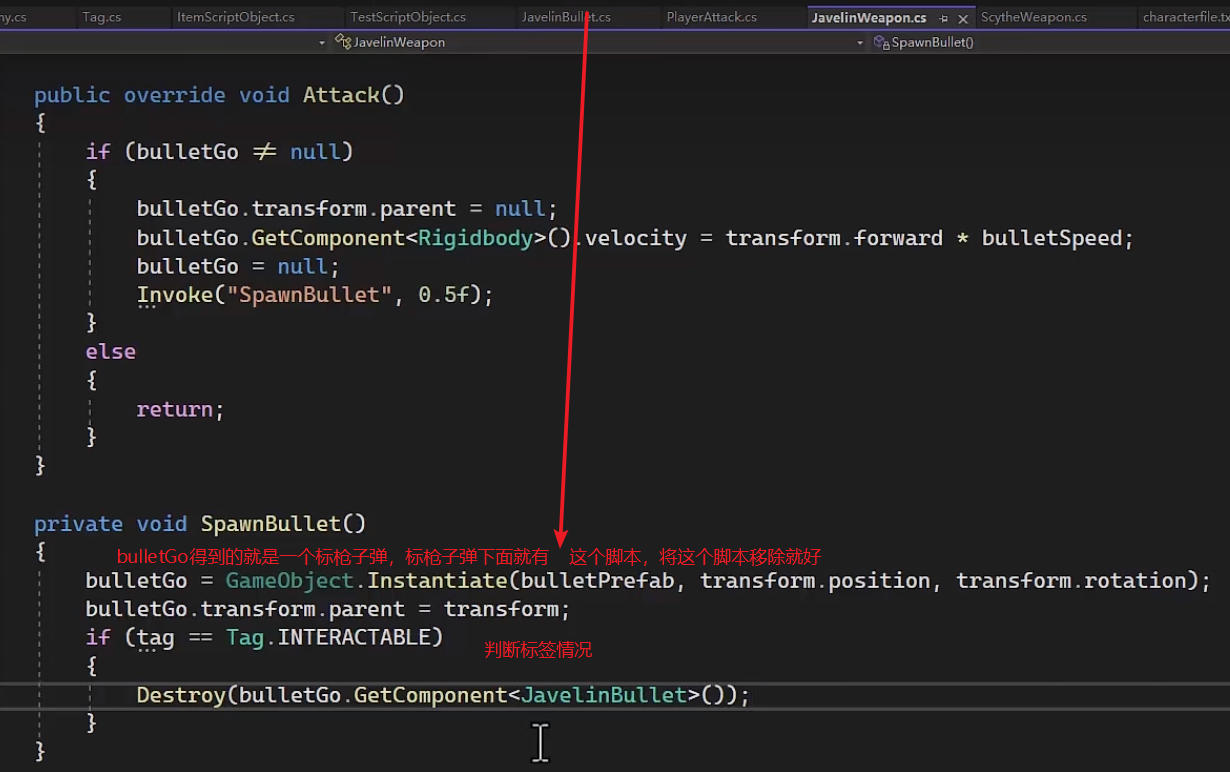 ny.cs Tag.cs ItemScriptObject.cs TestScriptObject.cs JavelinBullet.cs PlayerAttack.cs JavelinWeapon.cs ScytheWeapon.cs characterfile.tx
JavelinWeapon SpawnBullet()
public override void Attack()
{
if (bulletGo ≠ null)
{
bulletGo.transform.parent = null;
bulletGo.GetComponent<Rigidbody>().velocity = transform.forward * bulletSpeed;
bulletGo = null;
Invoke("SpawnBullet", 0.5f);
}
else
{
return;
}
}
private void SpawnBullet()
{
bulletGo得到的就是一个标枪子弹，标枪子弹下面就有 这个脚本，将这个脚本移除就好
bulletGo = GameObject.Instantiate(bulletPrefab, transform.position, transform.rotation);
bulletGo.transform.parent = transform;
if (tag == Tag.INTERACTABLE)
判断标签情况
{
Destroy(bulletGo.GetComponent<JavelinBullet>());
}
}